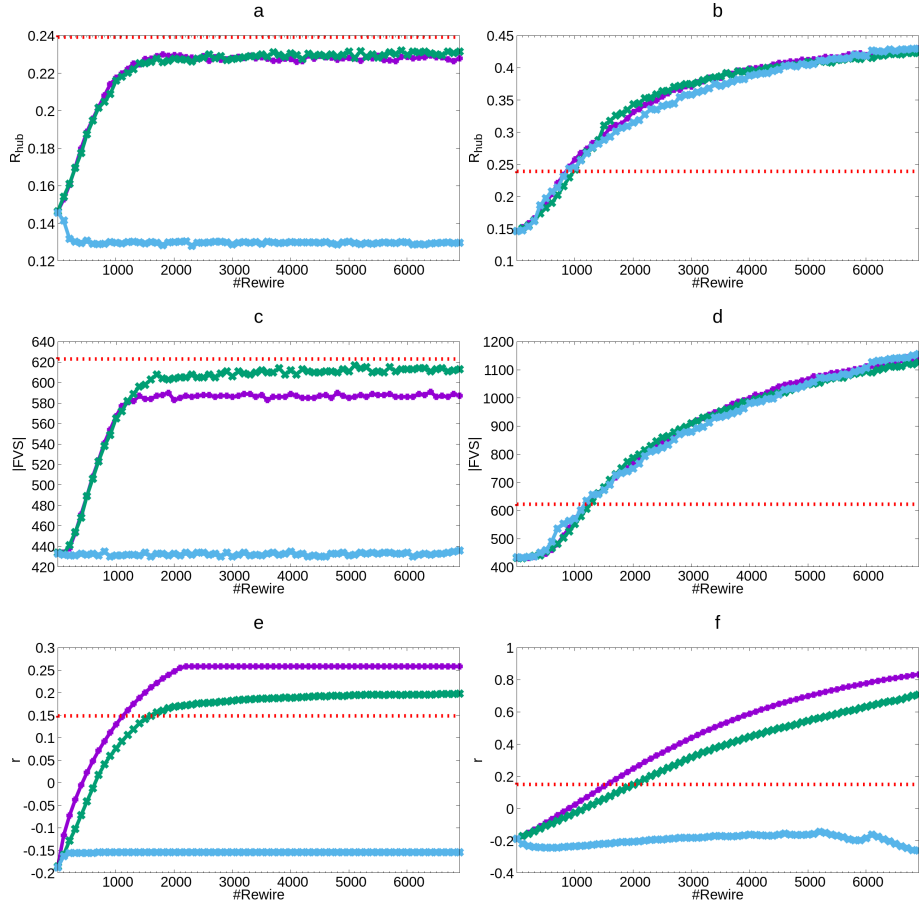 a
0.24
0.22
0.2
0.18
0.16
0.14
0.12
R_hub
1000 2000 3000 4000 5000 6000
#Rewire
b
0.45
0.4
0.35
0.3
0.25
0.2
0.15
0.1
R_hub
1000 2000 3000 4000 5000 6000
#Rewire
c
640
620
600
580
560
540
520
500
480
460
440
420
|FVS|
1000 2000 3000 4000 5000 6000
#Rewire
d
1200
1100
1000
900
800
700
600
500
400
|FVS|
1000 2000 3000 4000 5000 6000
#Rewire
e
0.3
0.25
0.2
0.15
0.1
0.05
0
-0.05
-0.1
-0.15
-0.2
r
1000 2000 3000 4000 5000 6000
#Rewire
f
1
0.8
0.6
0.4
0.2
0
-0.2
-0.4
r
1000 2000 3000 4000 5000 6000
#Rewire